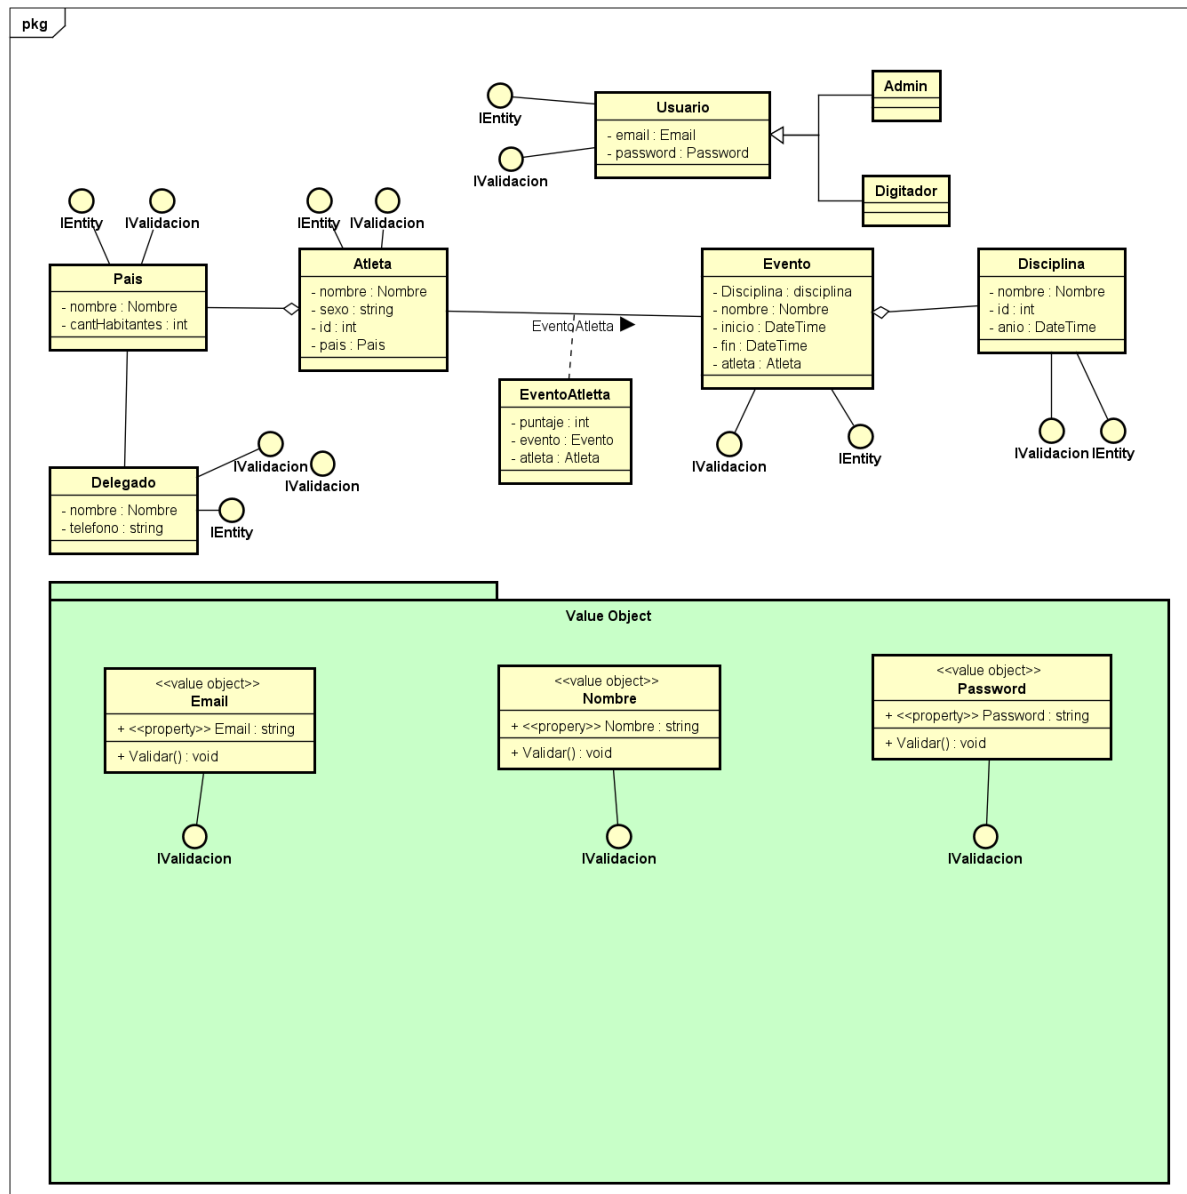 pkg
Usuario
- email : Email
- password : Password
IEntity
IValidacion
Admin
Digitador
IEntity
IValidacion
Pais
- nombre : Nombre
- cantHabitantes : int
IEntity
IValidacion
Atleta
- nombre : Nombre
- sexo : string
- id : int
- pais : Pais
EventoAtletta
EventoAtletta
- puntaje : int
- evento : Evento
- atleta : Atleta
Evento
- Disciplina : disciplina
- nombre : Nombre
- inicio : DateTime
- fin : DateTime
- atleta : Atleta
IValidacion
IEntity
Disciplina
- nombre : Nombre
- id : int
- anio : DateTime
IValidacion
IEntity
Delegado
- nombre : Nombre
- telefono : string
IValidacion
IValidacion
IEntity
Value Object
<<value object>>
Email
+ <<property>> Email : string
+ Validar() : void
IValidacion
<<value object>>
Nombre
+ <<propery>> Nombre : string
+ Validar() : void
IValidacion
<<value object>>
Password
+ <<property>> Password : string
+ Validar() : void
IValidacion